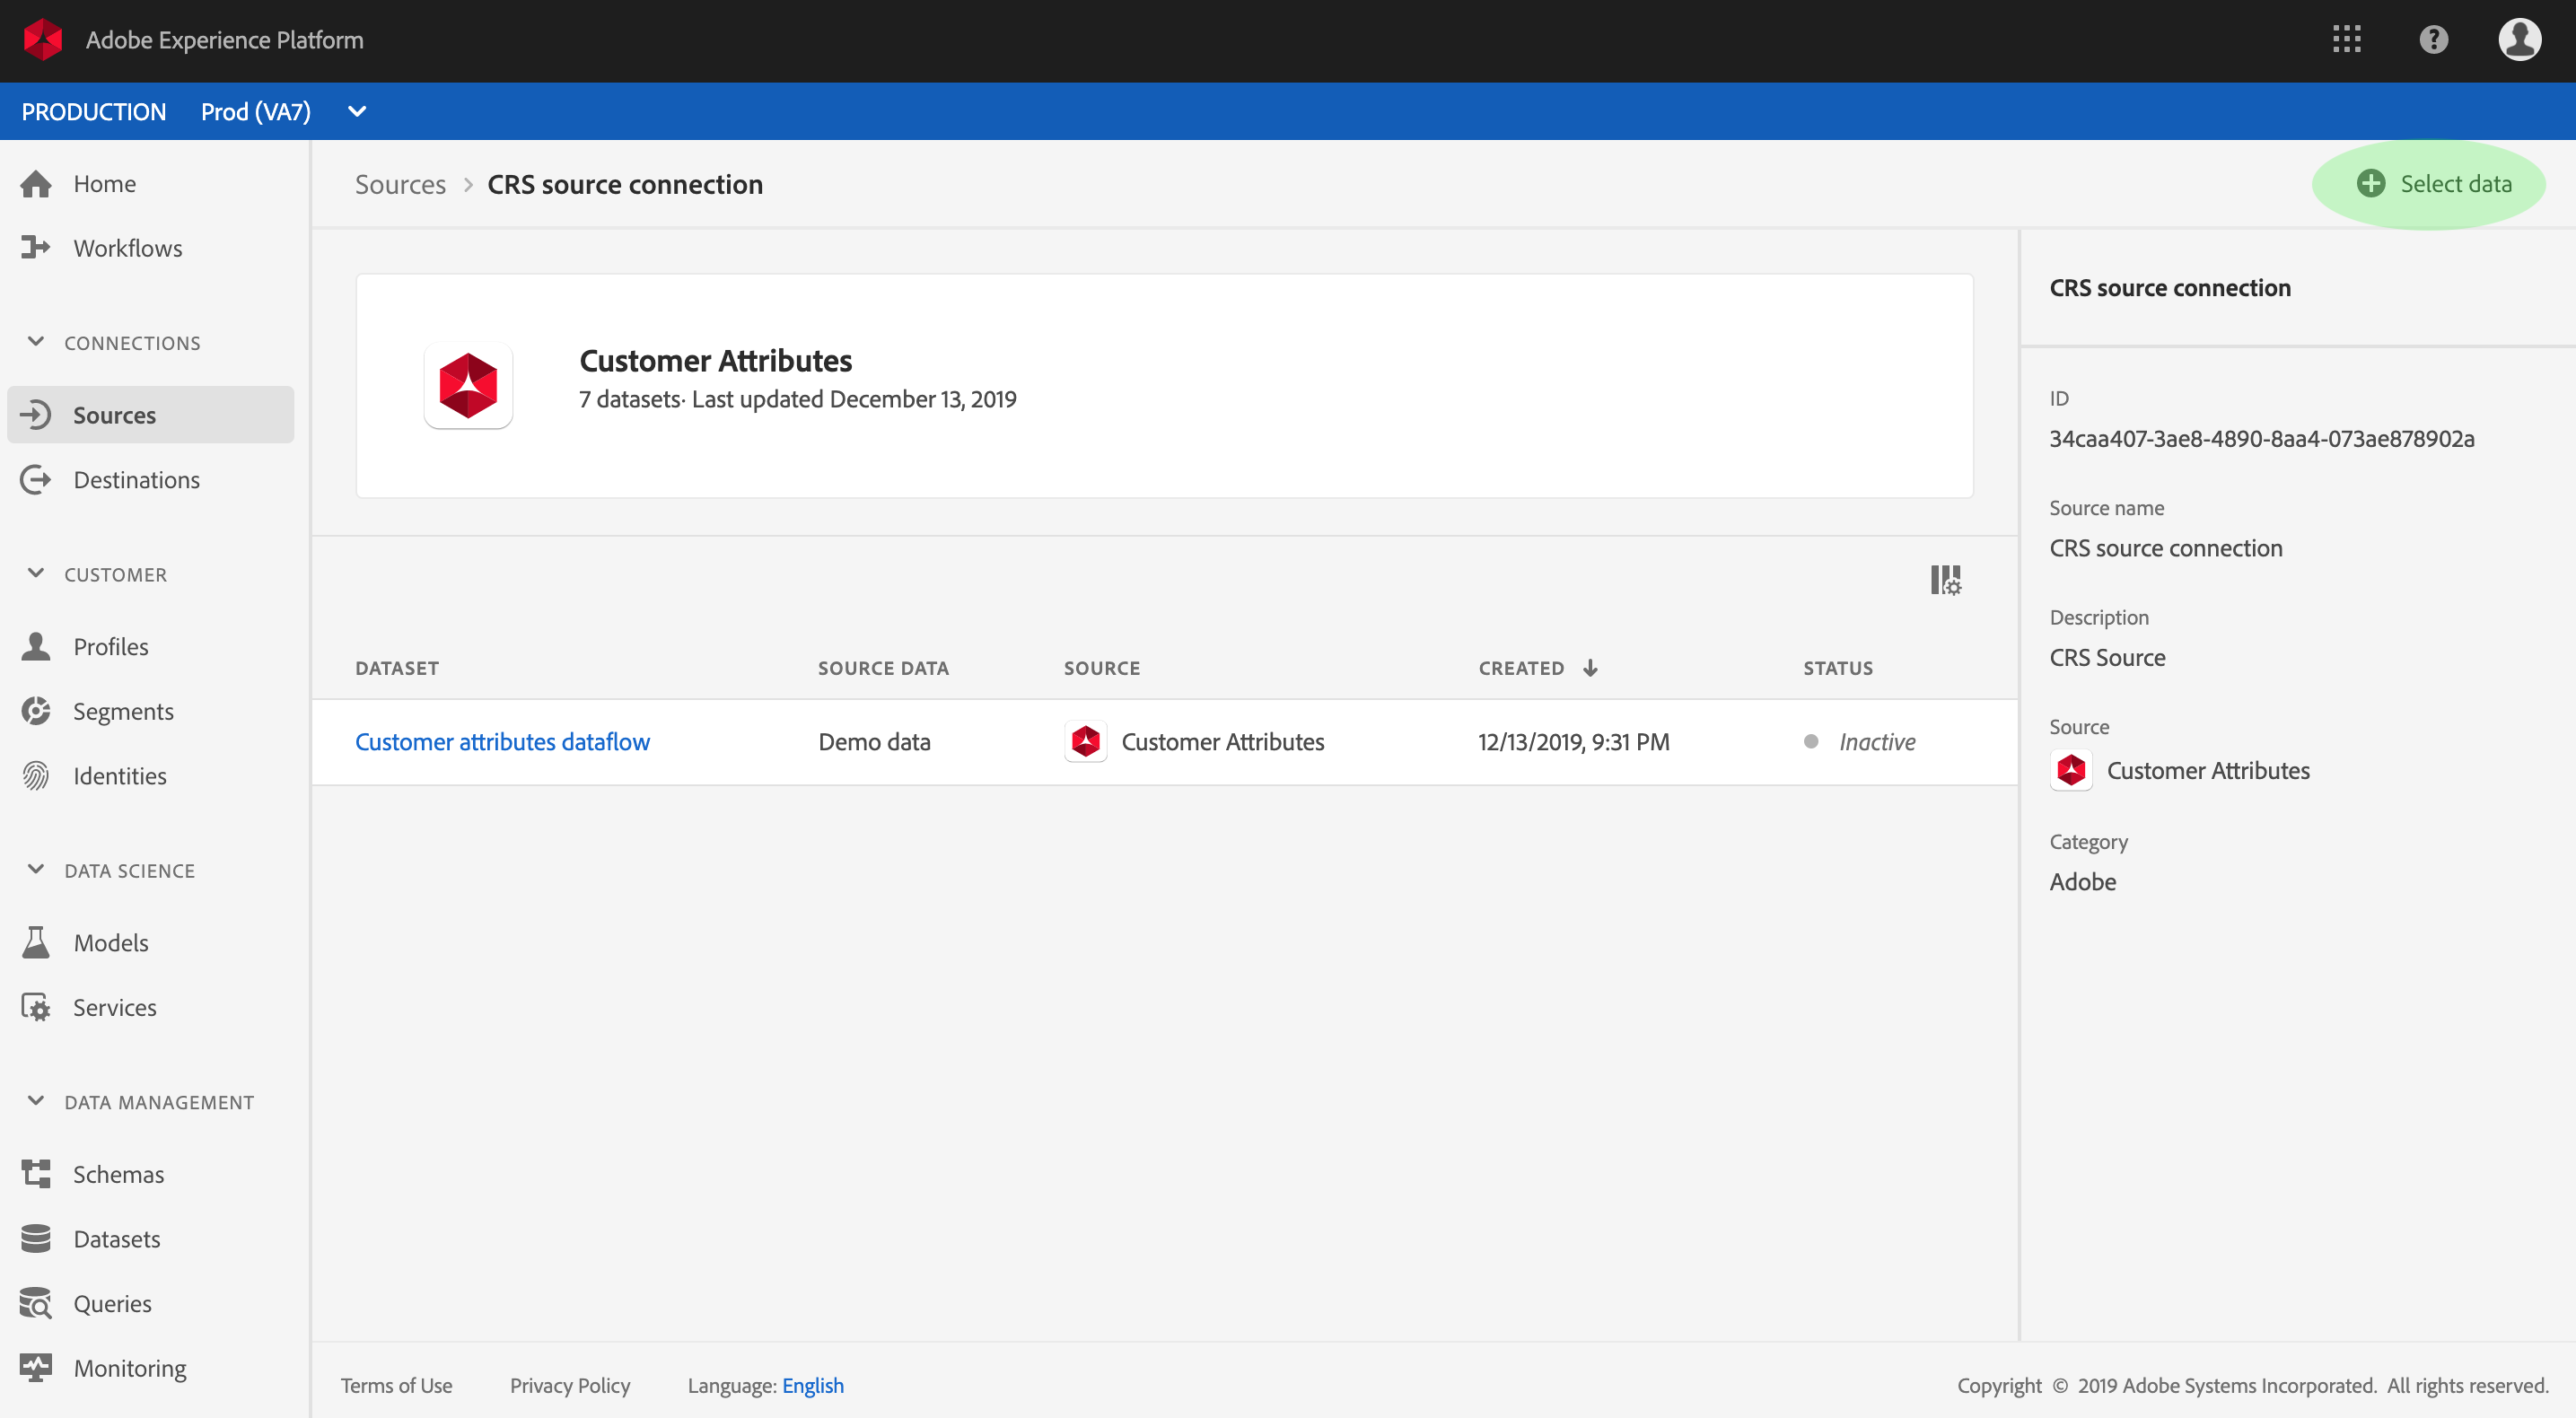 Adobe Experience Platform
PRODUCTION Prod (VA7)
Home
Workflows
CONNECTIONS
Sources
Destinations
CUSTOMER
Profiles
Segments
Identities
DATA SCIENCE
Models
Services
DATA MANAGEMENT
Schemas
Datasets
Queries
Monitoring
Sources > CRS source connection
Select data
Customer Attributes
7 datasets· Last updated December 13, 2019
DATASET SOURCE DATA SOURCE CREATED STATUS
Customer attributes dataflow Demo data Customer Attributes 12/13/2019, 9:31 PM Inactive
CRS source connection
ID
34caa407-3ae8-4890-8aa4-073ae878902a
Source name
CRS source connection
Description
CRS Source
Source
Customer Attributes
Category
Adobe
Terms of Use Privacy Policy Language: English
Copyright © 2019 Adobe Systems Incorporated. All rights reserved.